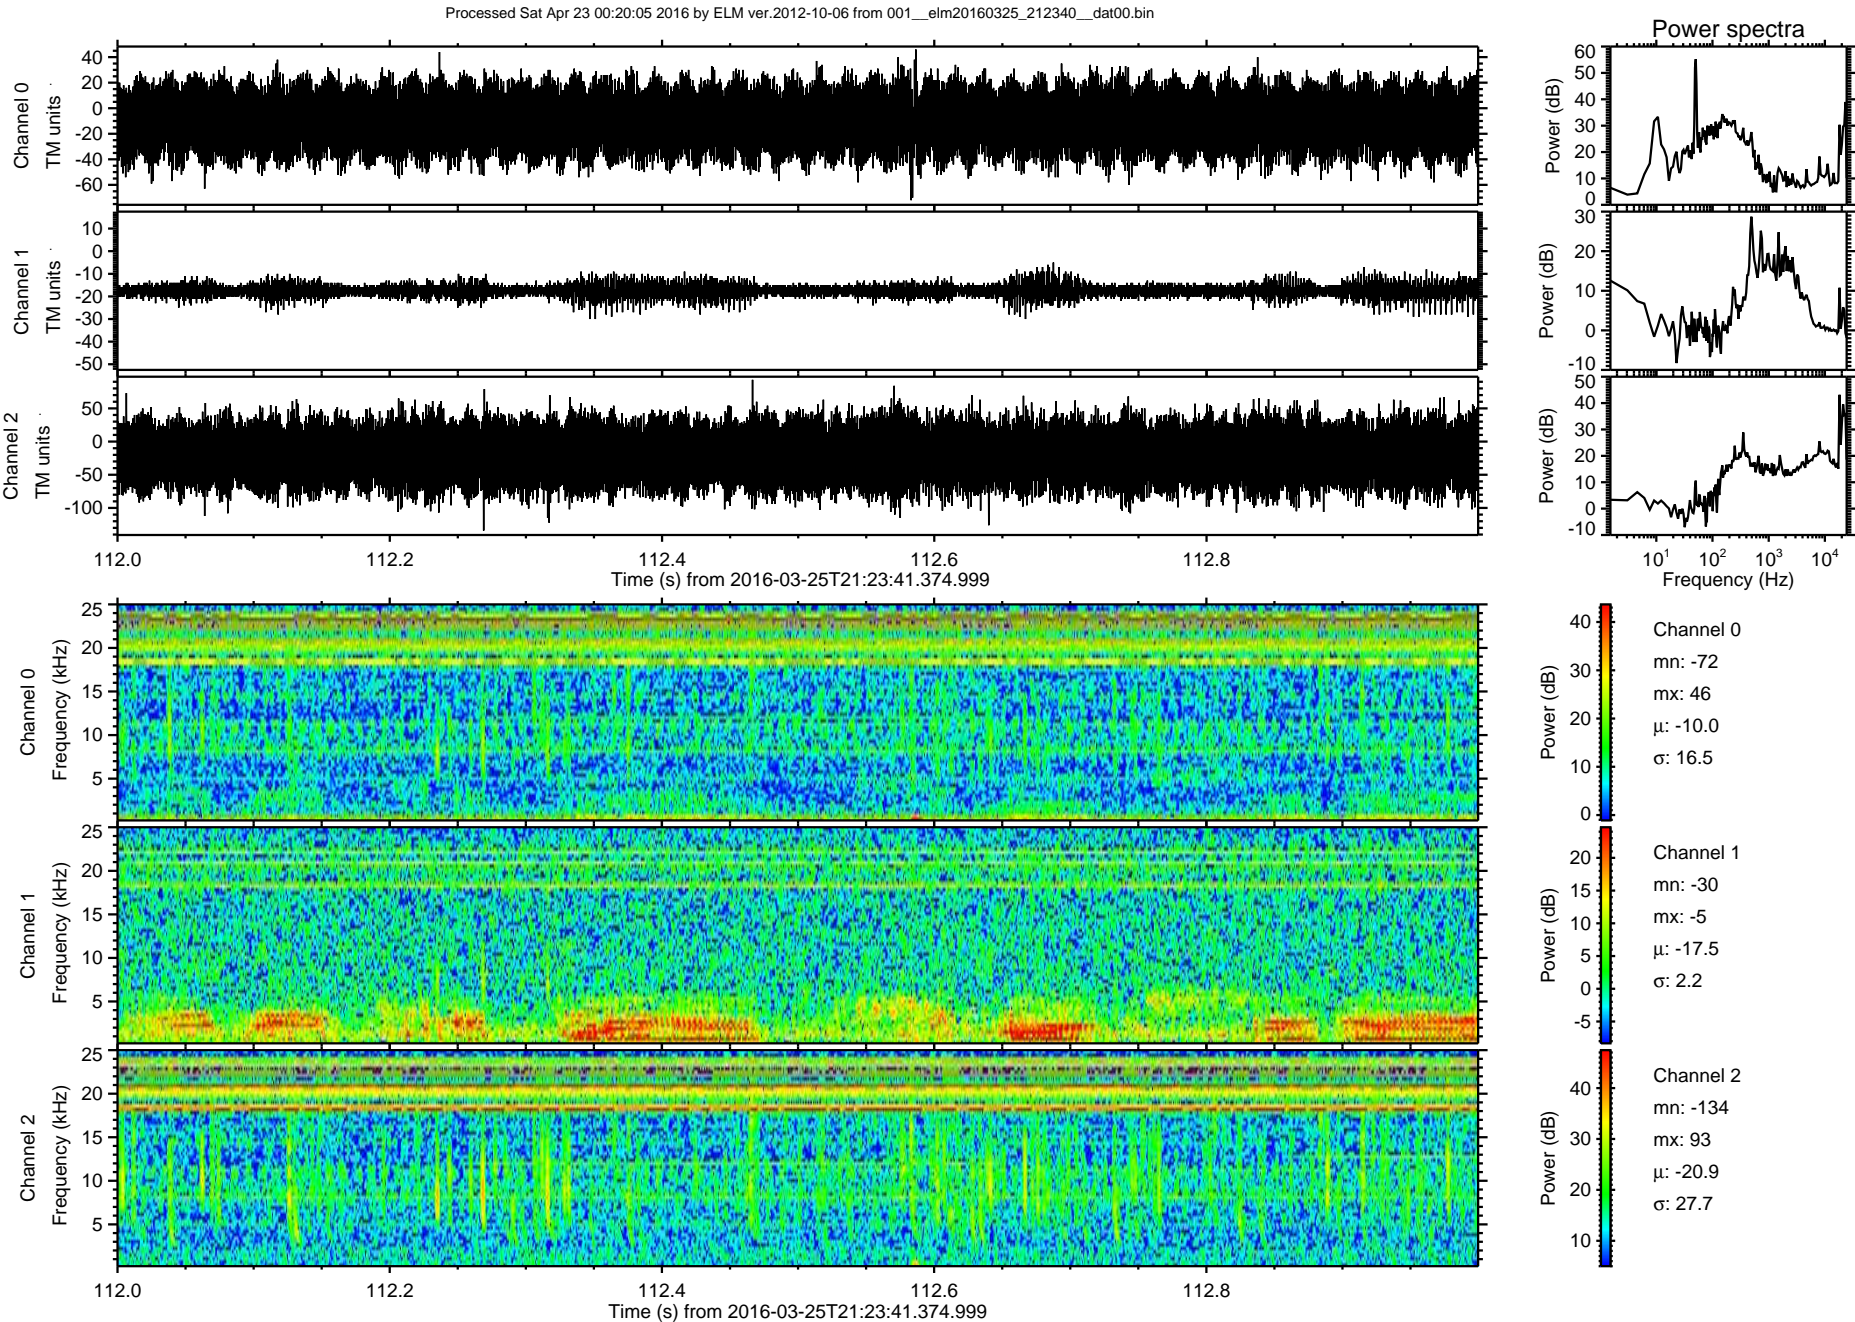 Processed Sat Apr 23 00:20:05 2016 by ELM ver.2012-10-06 from 001__elm20160325_212340__dat00.bin
Power spectra
Channel 0
TM units
40
20
0
-20
-40
-60
Power (dB)
60
50
40
30
20
10
0
Channel 1
TM units
10
0
-10
-20
-30
-40
-50
Power (dB)
30
20
10
0
-10
Channel 2
TM units
50
0
-50
-100
Power (dB)
50
40
30
20
10
0
-10
112.0 112.2 112.4 112.6 112.8
Time (s) from 2016-03-25T21:23:41.374.999
10^1 10^2 10^3 10^4
Frequency (Hz)
Channel 0
Frequency (kHz)
25
20
15
10
5
Power (dB)
40
30
20
10
0
Channel 0
mn: -72
mx: 46
μ: -10.0
σ: 16.5
Channel 1
Frequency (kHz)
25
20
15
10
5
Power (dB)
20
15
10
5
0
-5
Channel 1
mn: -30
mx: -5
μ: -17.5
σ: 2.2
Channel 2
Frequency (kHz)
25
20
15
10
5
Power (dB)
40
30
20
10
Channel 2
mn: -134
mx: 93
μ: -20.9
σ: 27.7
112.0 112.2 112.4 112.6 112.8
Time (s) from 2016-03-25T21:23:41.374.999